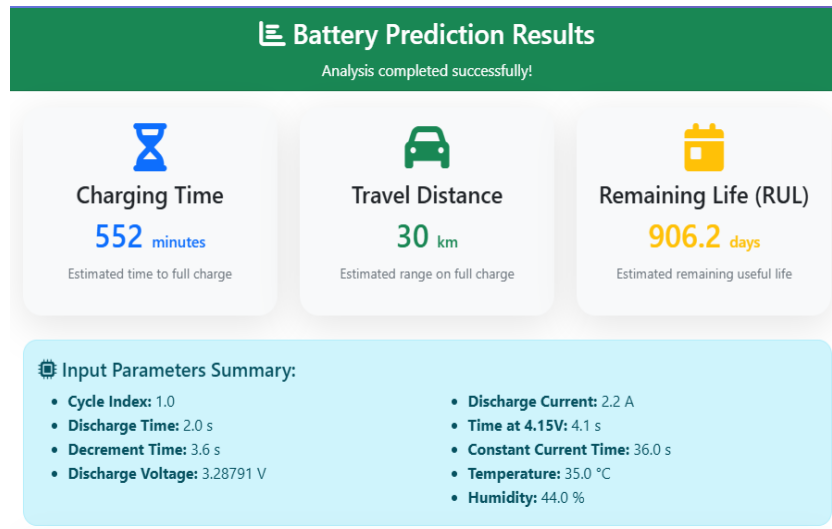 Battery Prediction Results
Analysis completed successfully!
Charging Time
552 minutes
Estimated time to full charge
Travel Distance
30 km
Estimated range on full charge
Remaining Life (RUL)
906.2 days
Estimated remaining useful life
Input Parameters Summary:
Cycle Index: 1.0
Discharge Time: 2.0 s
Decrement Time: 3.6 s
Discharge Voltage: 3.28791 V
Discharge Current: 2.2 A
Time at 4.15V: 4.1 s
Constant Current Time: 36.0 s
Temperature: 35.0 °C
Humidity: 44.0 %